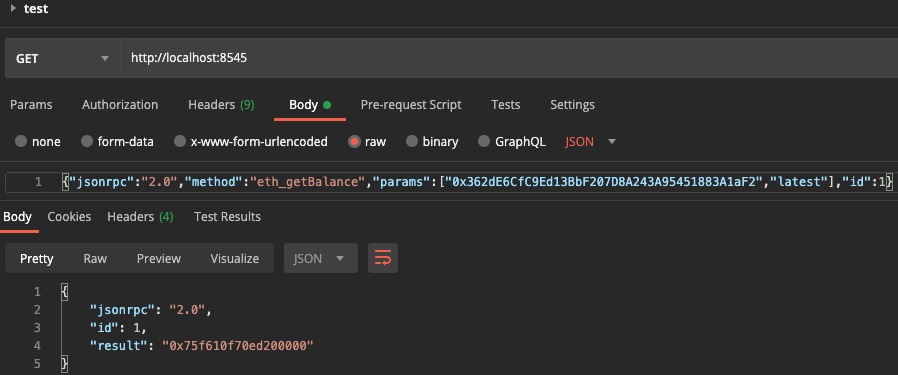 test
GET http://localhost:8545
Params Authorization Headers (9) Body Pre-request Script Tests Settings
none form-data x-www-form-urlencoded raw binary GraphQL JSON
1 {"jsonrpc":"2.0","method":"eth_getBalance","params":["0x362dE6CfC9Ed13BbF207D8A243A95451883A1aF2","latest"],"id":1}
Body Cookies Headers (4) Test Results
Pretty Raw Preview Visualize JSON
1 {
2 "jsonrpc": "2.0",
3 "id": 1,
4 "result": "0x75f610f70ed200000"
5 }